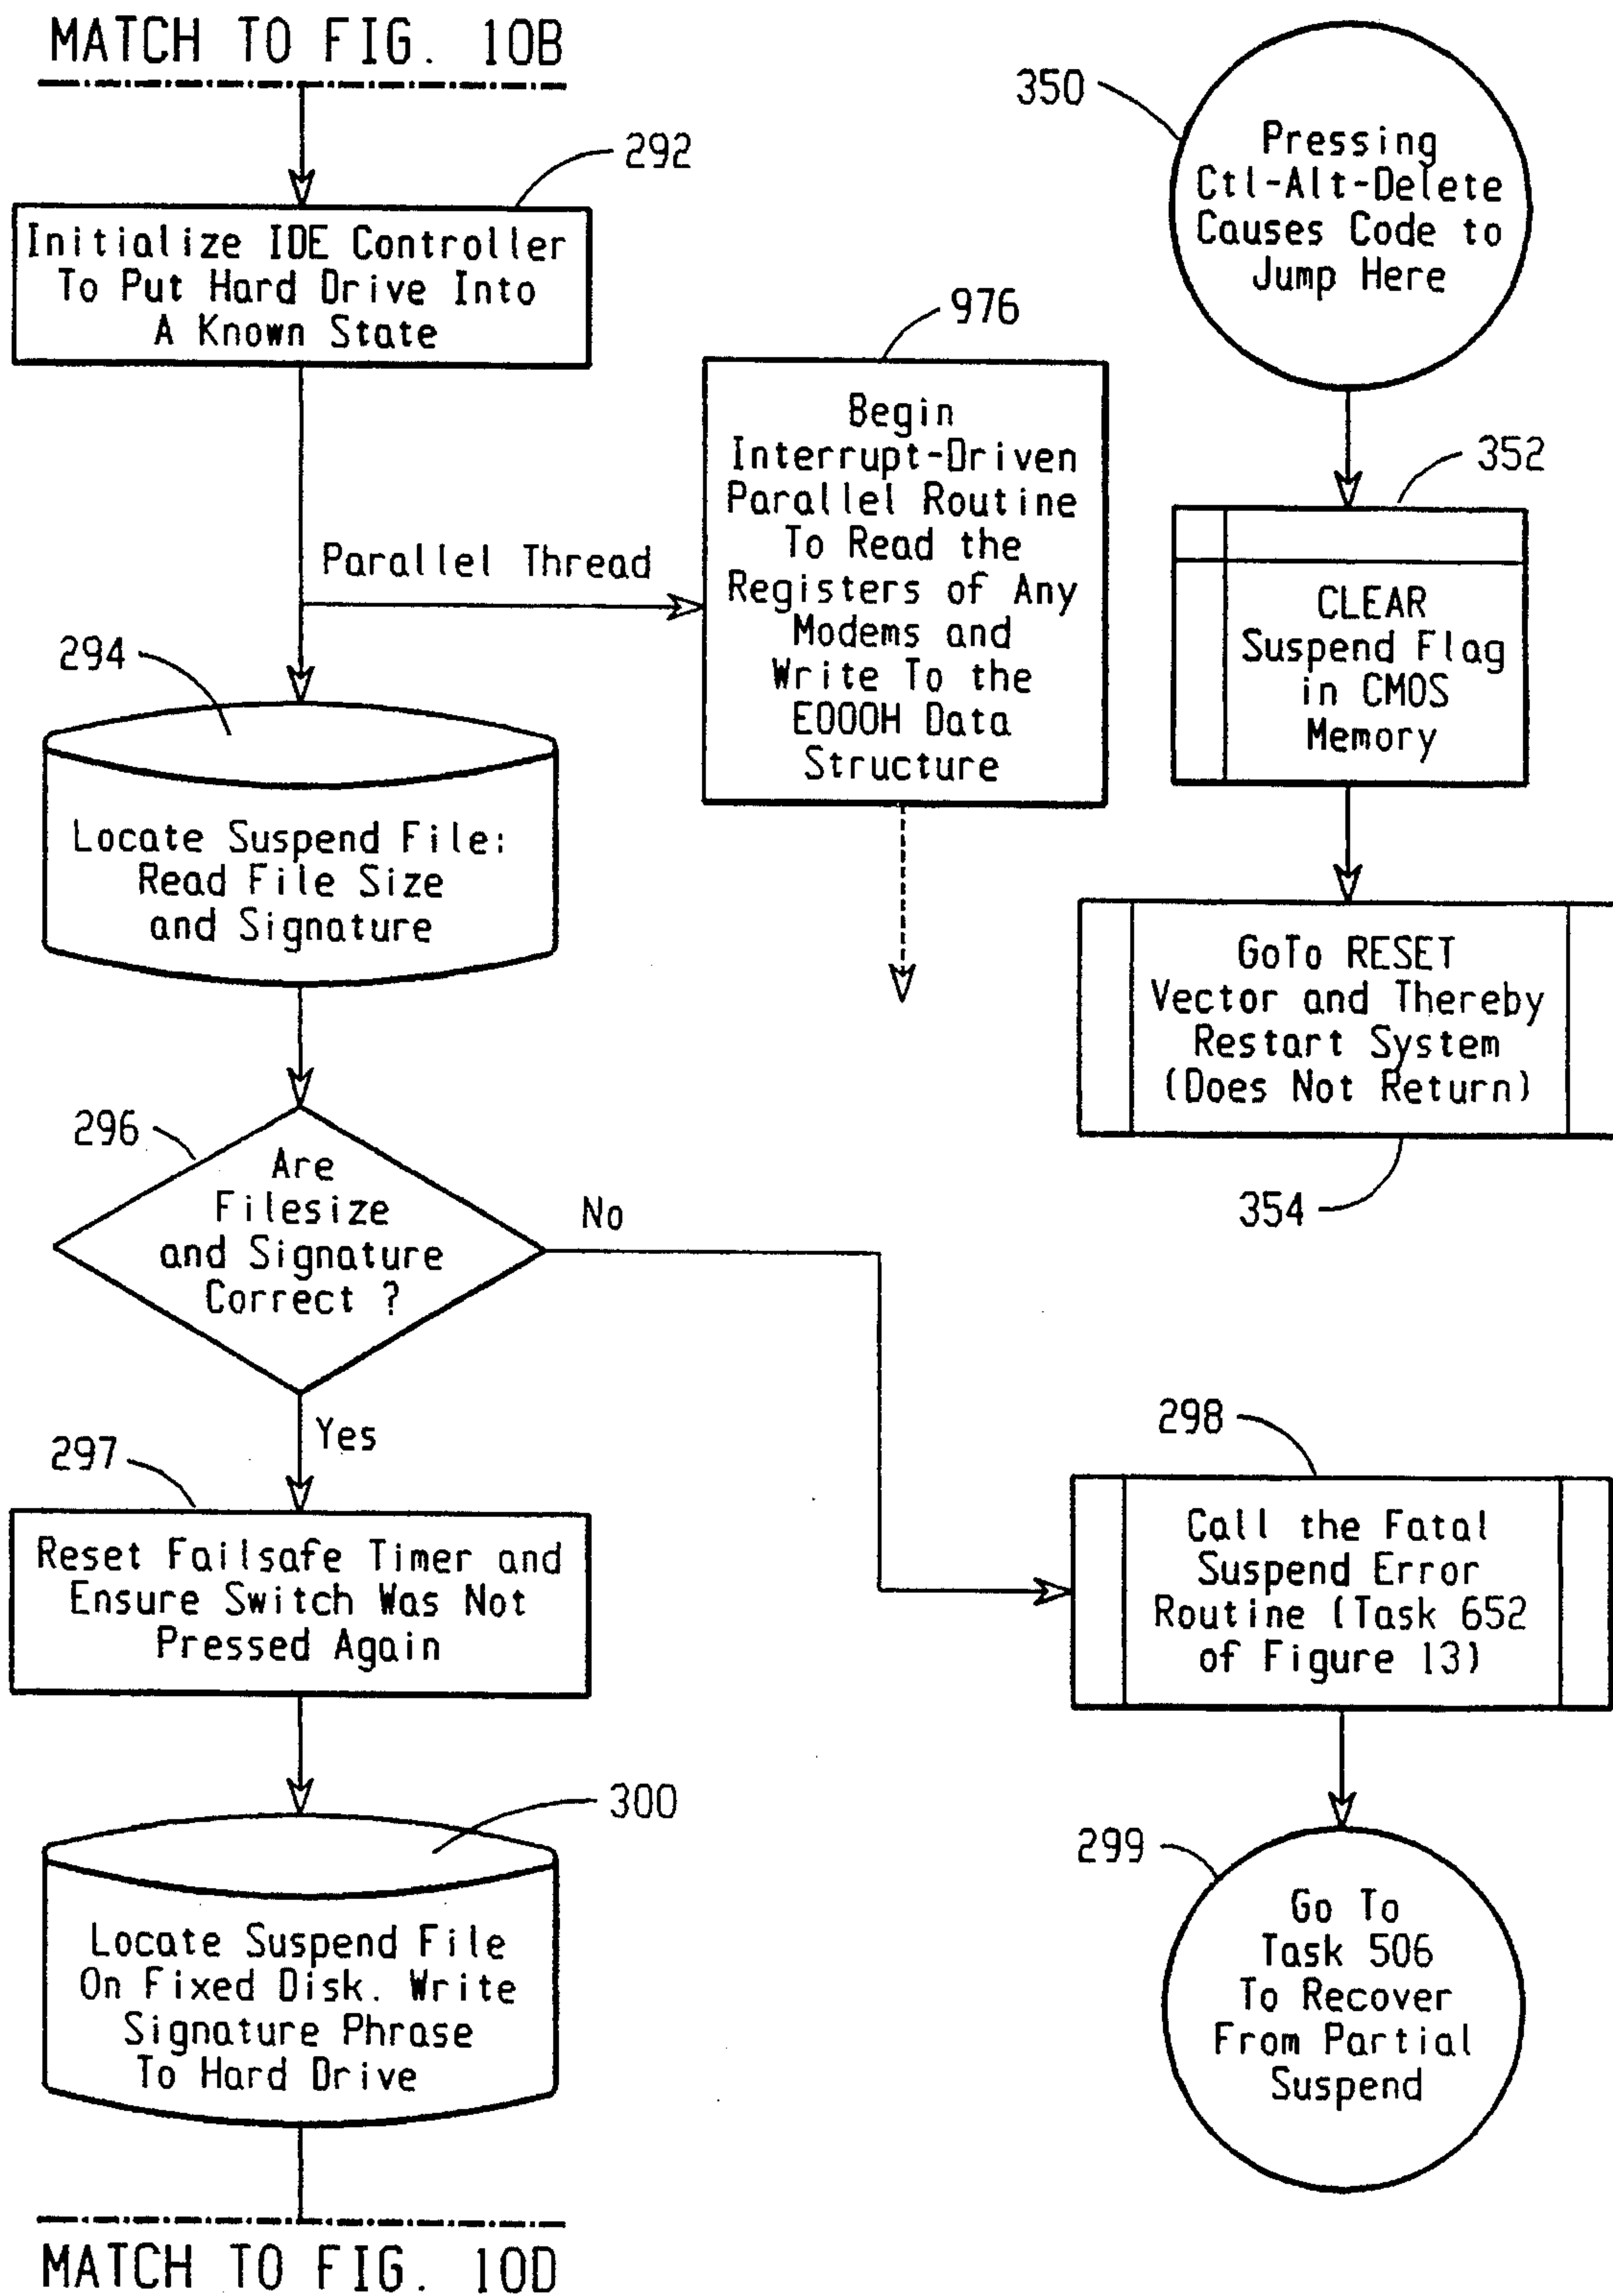 MATCH TO FIG. 10B
292
Initialize IDE Controller
To Put Hard Drive Into
A Known State
Parallel Thread
976
Begin
Interrupt-Driven
Parallel Routine
To Read the
Registers of Any
Modems and
Write To the
E000H Data
Structure
294
Locate Suspend File:
Read File Size
and Signature
296
Are
Filesize
and Signature
Correct ?
No
Yes
297
Reset Failsafe Timer and
Ensure Switch Was Not
Pressed Again
300
Locate Suspend File
On Fixed Disk. Write
Signature Phrase
To Hard Drive
MATCH TO FIG. 10D
350
Pressing
Ctl-Alt-Delete
Causes Code to
Jump Here
352
CLEAR
Suspend Flag
in CMOS
Memory
GoTo RESET
Vector and Thereby
Restart System
(Does Not Return)
354
298
Call the Fatal
Suspend Error
Routine (Task 652
of Figure 13)
299
Go To
Task 506
To Recover
From Partial
Suspend